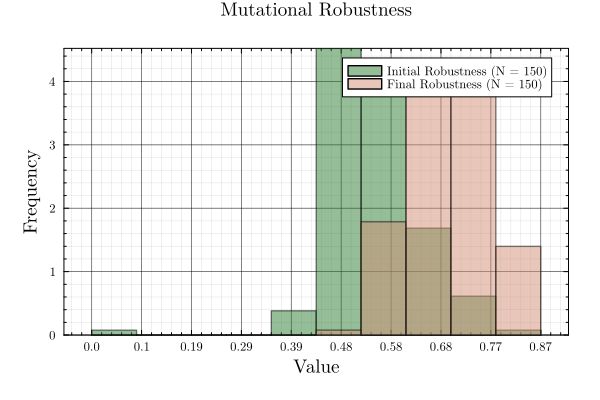 Mutational Robustness
Initial Robustness (N = 150)
Final Robustness (N = 150)
Frequency
4
3
2
1
0
0.0 0.1 0.19 0.29 0.39 0.48 0.58 0.68 0.77 0.87
Value